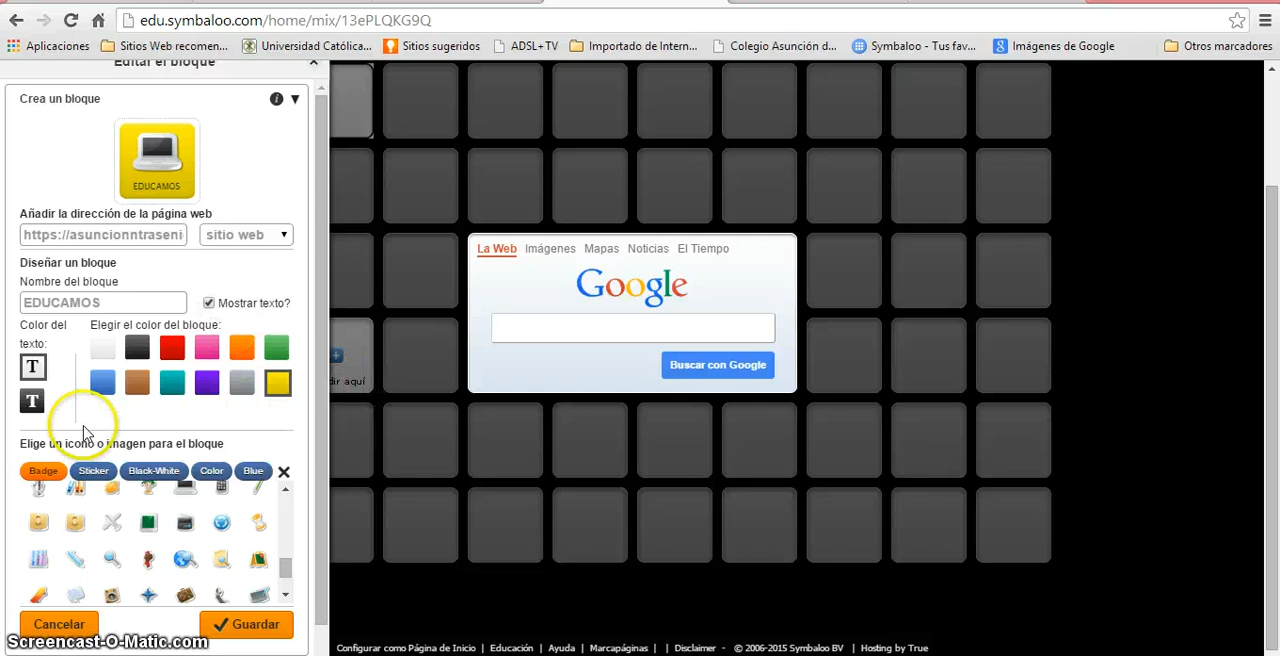 edu.symbaloo.com/home/mix/13ePLQKG9Q
Aplicaciones Sitios Web recomen... Universidad Católica... Sitios sugeridos ADSL+TV Importado de Intern... Colegio Asunción d... Symbaloo - Tus fav... Imágenes de Google Otros marcadores
Editar el bloque
Crea un bloque
EDUCAMOS
Añadir la dirección de la página web
https://asuncionntraseni sitio web
Diseñar un bloque
Nombre del bloque
EDUCAMOS Mostrar texto?
Color del texto:
Elegir el color del bloque:
T
T
Elige un icono o imagen para el bloque
Badge Sticker Black-White Color Blue
Cancelar Guardar
Screencast-O-Matic.com
La Web Imágenes Mapas Noticias El Tiempo
Google
Buscar con Google
dir aquí
Configurar como Página de Inicio | Educación | Ayuda | Marcapáginas | | Disclaimer - © 2006-2015 Symbaloo BV | Hosting by True